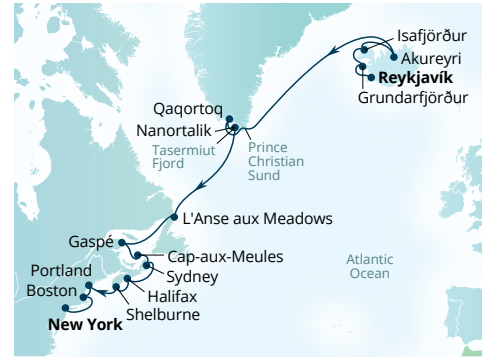 Isafjörður
Akureyri
Reykjavík
Grundarfjörður
Qaqortoq
Nanortalik
Tasermiut
Fjord
Prince
Christian
Sund
L'Anse aux Meadows
Gaspé
Cap-aux-Meules
Sydney
Atlantic
Ocean
Portland
Boston
Halifax
Shelburne
New York